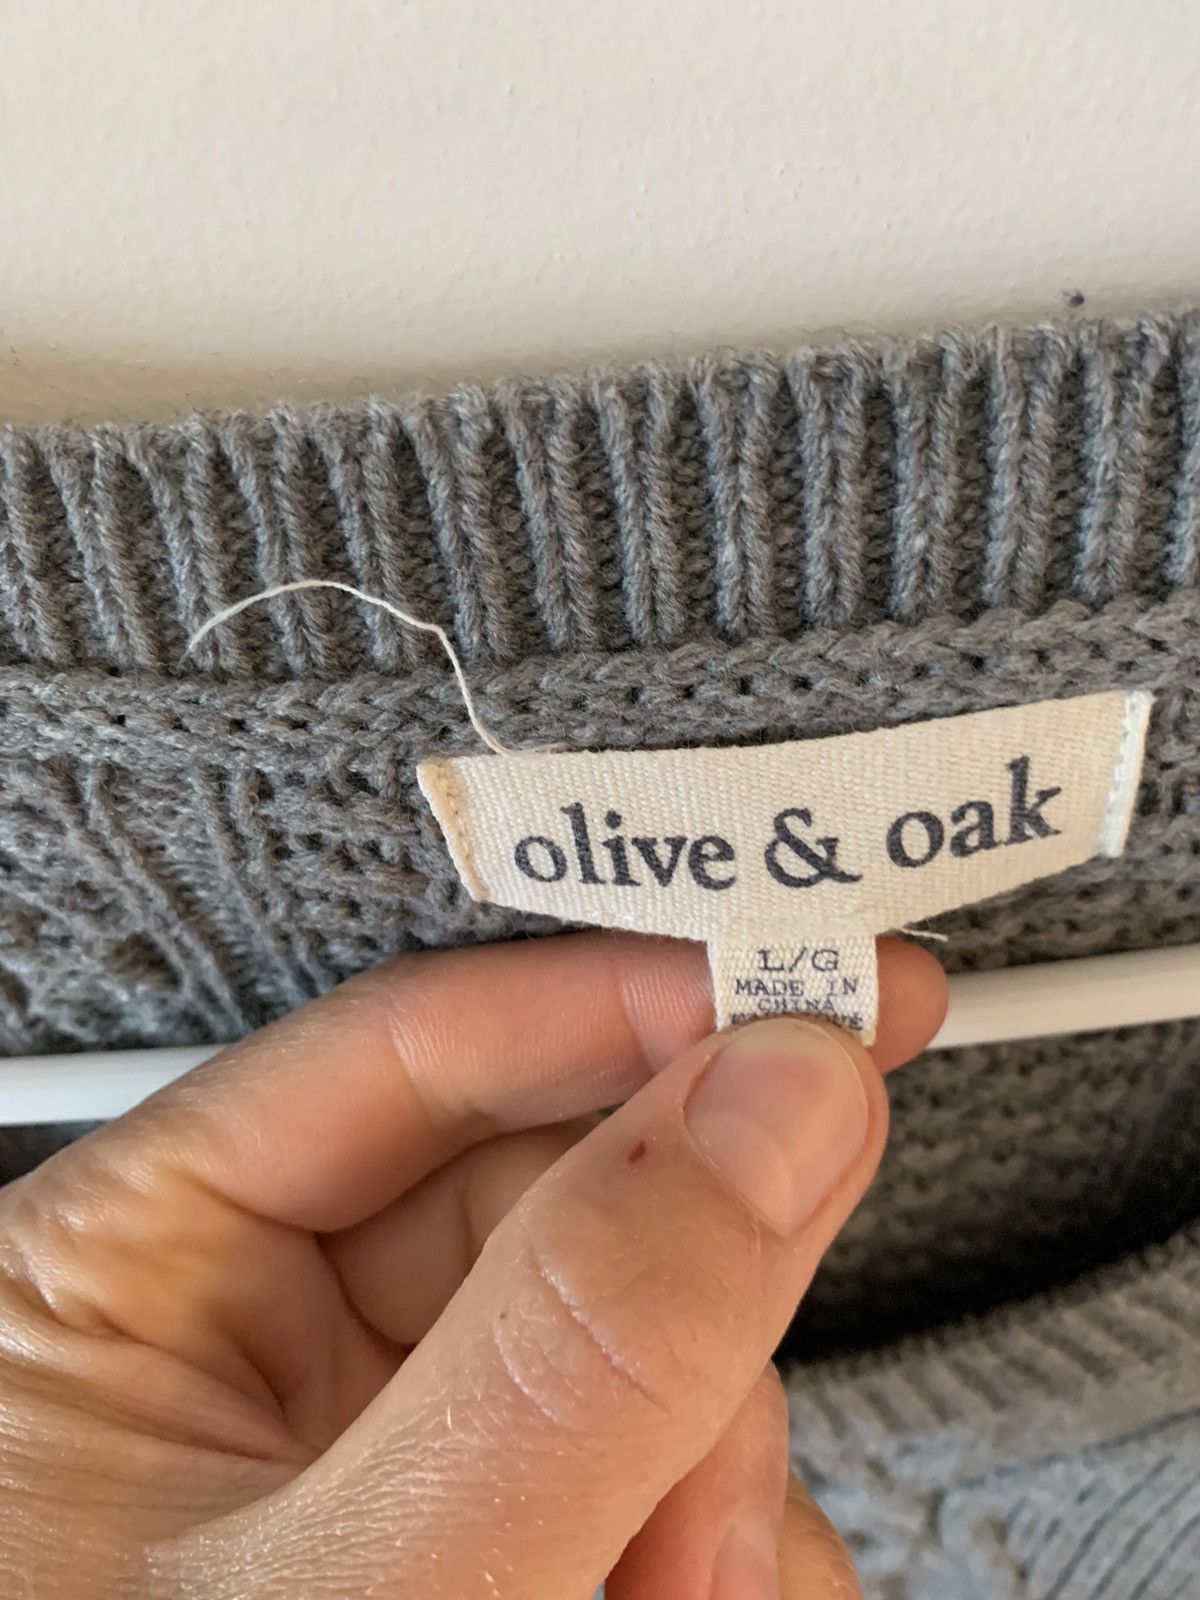 olive & oak
L/G
MADE IN
CHINA